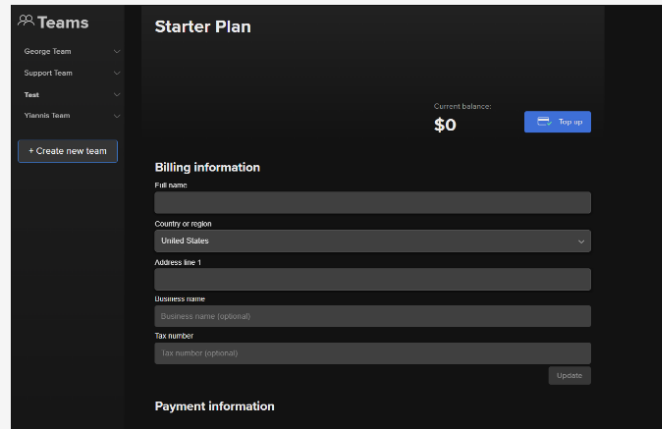 Teams
George Team
Support Team
Test
Yiannis Team
+ Create new team
Starter Plan
Current balance:
$0
Top up
Billing information
Full name
Country or region
United States
Address line 1
Business name
Business name (optional)
Tax number
Tax number (optional)
Update
Payment information